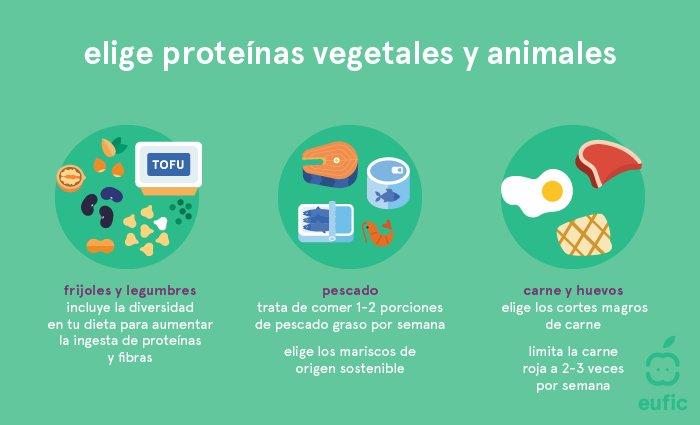 elige proteínas vegetales y animales
TOFU
frijoles y legumbres
incluye la diversidad
en tu dieta para aumentar
la ingesta de proteínas
y fibras
pescado
trata de comer 1-2 porciones
de pescado graso por semana
elige los mariscos de
origen sostenible
carne y huevos
elige los cortes magros
de carne
limita la carne
roja a 2-3 veces
por semana
eufic